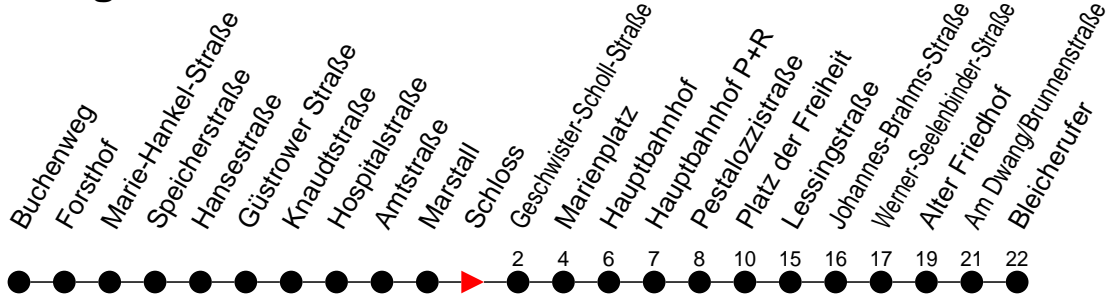 Buchenweg
Forsthof
Marie-Hankel-Straße
Speicherstraße
Hansestraße
Güstrower Straße
Knaudtstraße
Hospitalstraße
Amtstraße
Marstall
Schloss
Geschwister-Scholl-Straße
Marienplatz
Hauptbahnhof
Hauptbahnhof P+R
Pestalozzistraße
Platz der Freiheit
Lessingstraße
Johannes-Brahms-Straße
Werner-Seelenbinder-Straße
Alter Friedhof
Am Dwang/Brunnenstraße
Bleicherufer
2 4 6 7 8 10 15 16 17 19 21 22